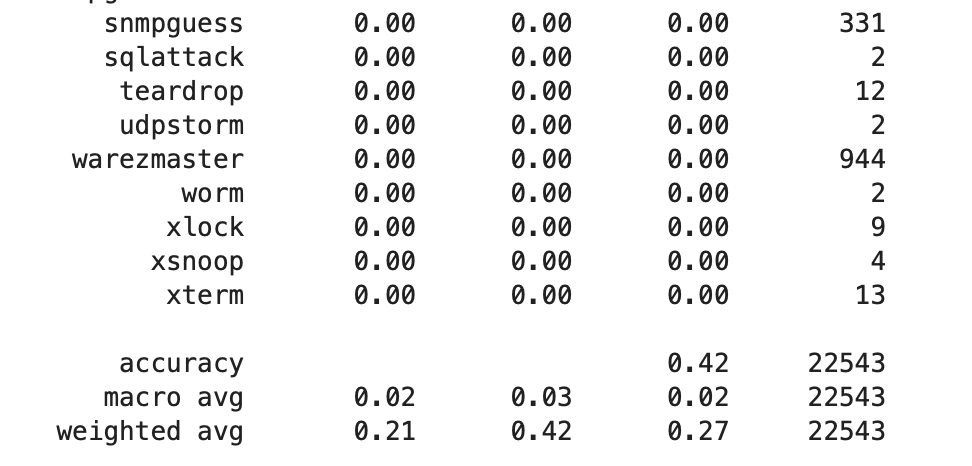 snmpguess 0.00 0.00 0.00 331
sqlattack 0.00 0.00 0.00 2
teardrop 0.00 0.00 0.00 12
udpstorm 0.00 0.00 0.00 2
warezmaster 0.00 0.00 0.00 944
worm 0.00 0.00 0.00 2
xlock 0.00 0.00 0.00 9
xsnoop 0.00 0.00 0.00 4
xterm 0.00 0.00 0.00 13
accuracy 0.42 22543
macro avg 0.02 0.03 0.02 22543
weighted avg 0.21 0.42 0.27 22543